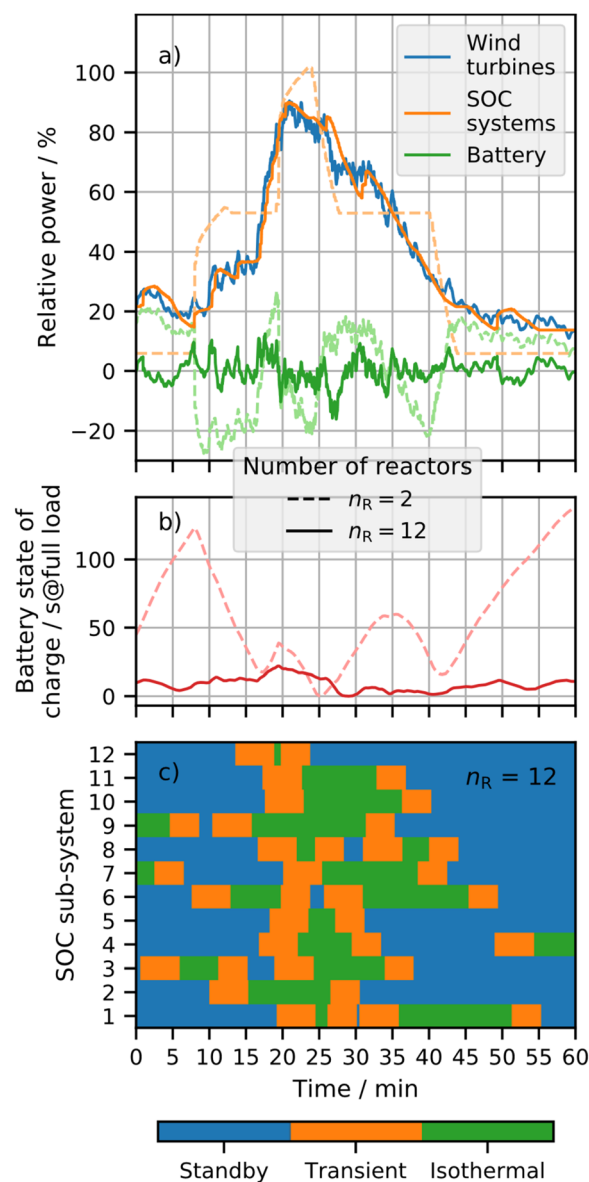 a)
Wind
turbines
SOC
systems
Battery
Relative power / %
100
80
60
40
20
0
−20
Number of reactors
n_R = 2
n_R = 12
b)
Battery state of
charge / s@full load
100
50
0
c)
n_R = 12
SOC sub-system
12
11
10
9
8
7
6
5
4
3
2
1
0 5 10 15 20 25 30 35 40 45 50 55 60
Time / min
Standby Transient Isothermal